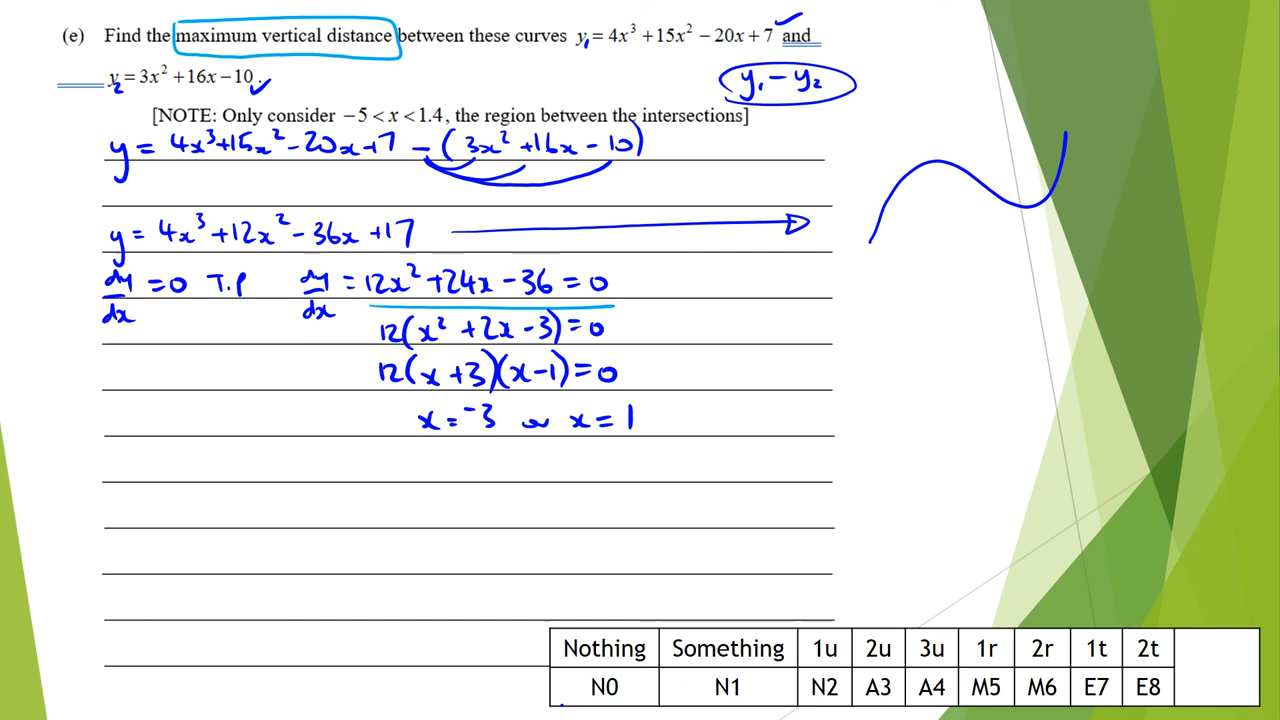 (e) Find the maximum vertical distance between these curves y₁ = 4x³ + 15x² − 20x + 7 and
y₂ = 3x² + 16x − 10.
y₁ − y₂
[NOTE: Only consider −5 < x < 1.4, the region between the intersections]
y = 4x³+15x²−20x+7 − (3x² +16x − 10)
y = 4x³+12x²−36x+17
dy/dx = 0 T.P dy/dx = 12x²+24x−36 = 0
12(x² +2x −3) = 0
12(x +3)(x −1) = 0
x = ⁻3 or x = 1
Nothing Something 1u 2u 3u 1r 2r 1t 2t
N0 N1 N2 A3 A4 M5 M6 E7 E8